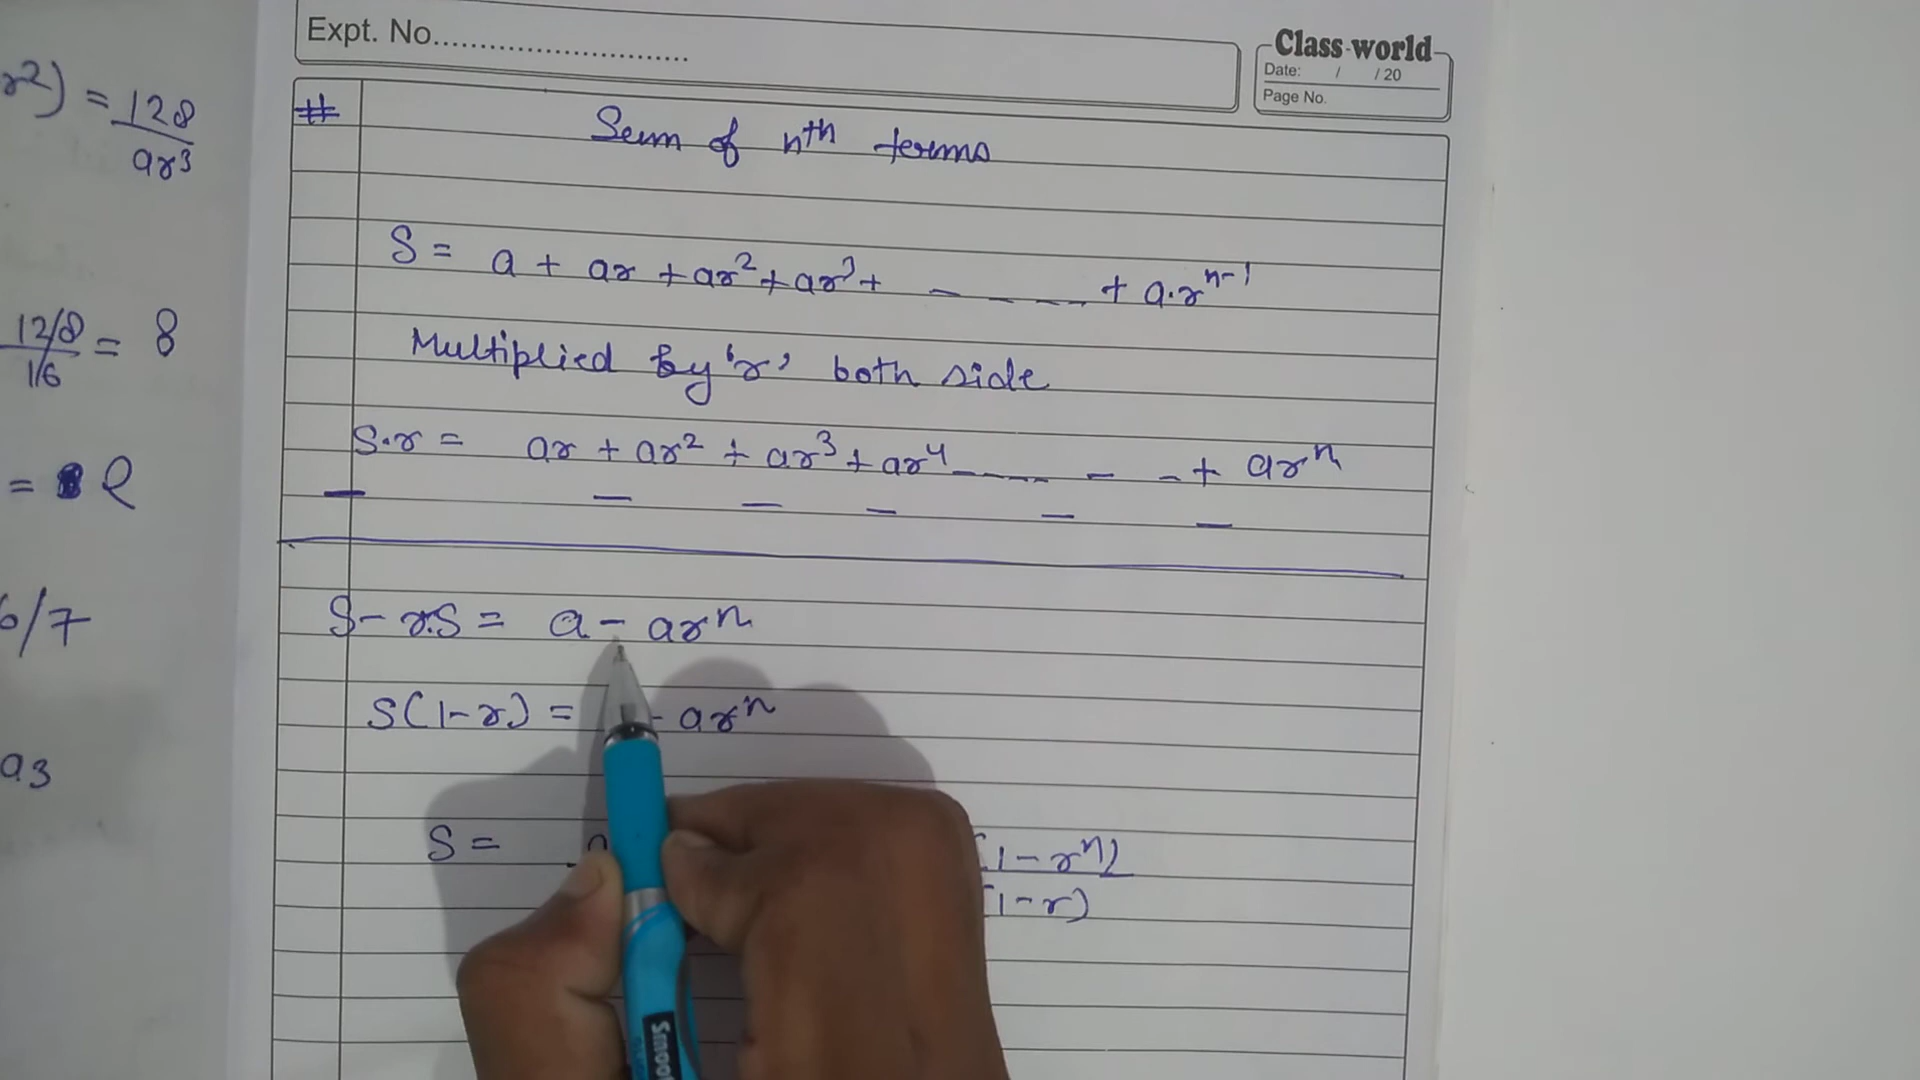 r²) = 128
ar³
12/8 = 8
1/6
= 2
6/7
a3
Expt. No.............................
Class world
Date: / / 20
Page No.
# Sum of nth terms
S = a + ar + ar² + ar³ + _ _ _ _ + a.r^n-1
Multiplied by 'r' both side
S.r = ar + ar² + ar³ + ar⁴ _ _ _ _ + ar^n
_ _ _ _ _ _
S - r.S = a - ar^n
S(1-r) = - ar^n
S = (1 - r^n)
(1-r)
Smoo